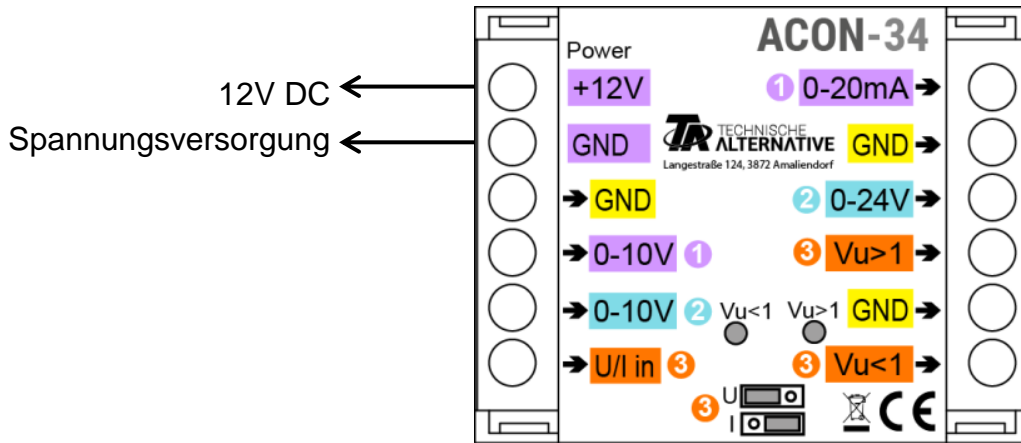 ACON-34
Power
12V DC
+12V
1 0-20mA
Spannungsversorgung
GND
TA TECHNISCHE ALTERNATIVE
Langestraße 124, 3872 Amaliendorf
GND
GND
2 0-24V
0-10V 1
3 Vu>1
0-10V 2
Vu<1
Vu>1
GND
U/I in 3
3 Vu<1
3
U
I
CE